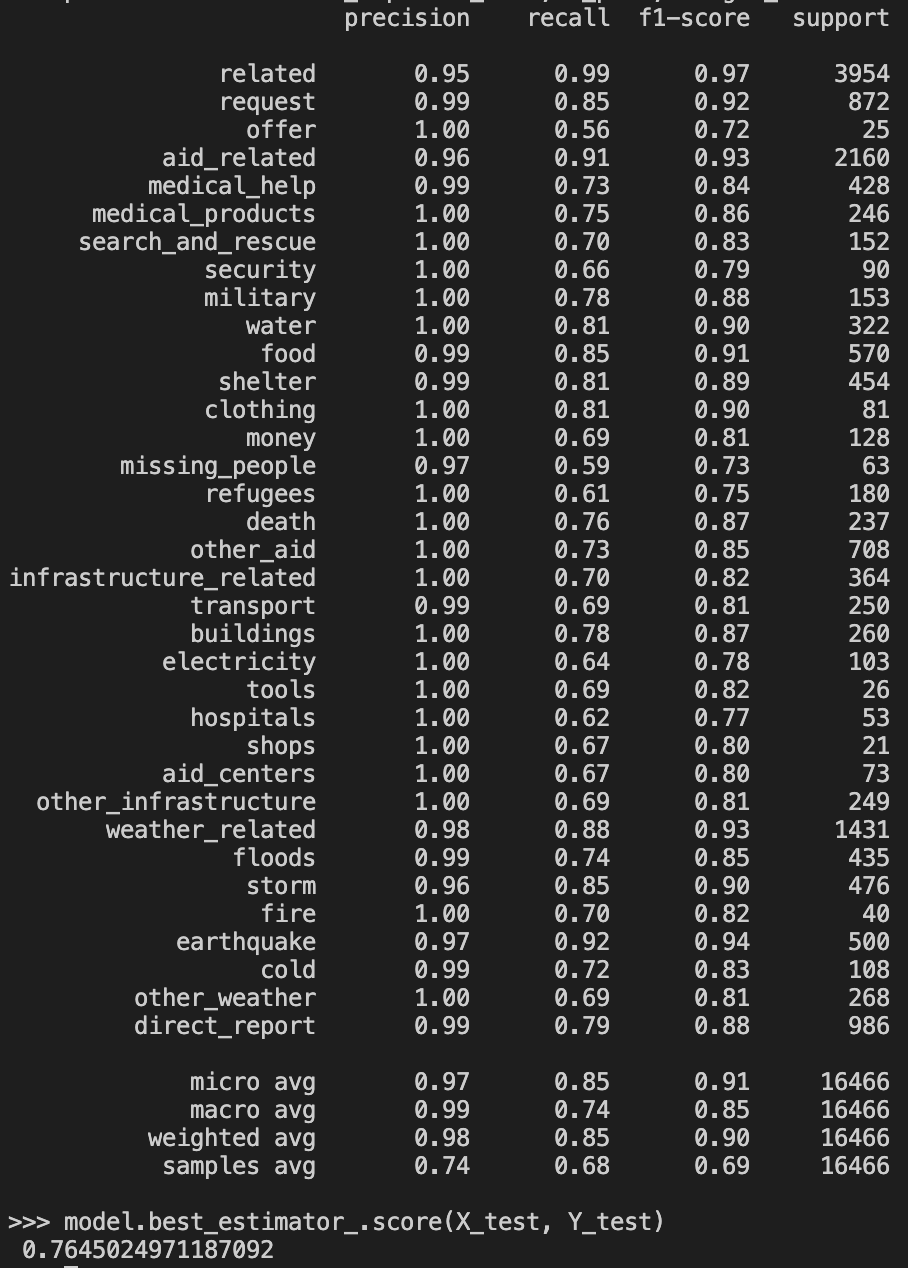 precision recall f1-score support
related 0.95 0.99 0.97 3954
request 0.99 0.85 0.92 872
offer 1.00 0.56 0.72 25
aid_related 0.96 0.91 0.93 2160
medical_help 0.99 0.73 0.84 428
medical_products 1.00 0.75 0.86 246
search_and_rescue 1.00 0.70 0.83 152
security 1.00 0.66 0.79 90
military 1.00 0.78 0.88 153
water 1.00 0.81 0.90 322
food 0.99 0.85 0.91 570
shelter 0.99 0.81 0.89 454
clothing 1.00 0.81 0.90 81
money 1.00 0.69 0.81 128
missing_people 0.97 0.59 0.73 63
refugees 1.00 0.61 0.75 180
death 1.00 0.76 0.87 237
other_aid 1.00 0.73 0.85 708
infrastructure_related 1.00 0.70 0.82 364
transport 0.99 0.69 0.81 250
buildings 1.00 0.78 0.87 260
electricity 1.00 0.64 0.78 103
tools 1.00 0.69 0.82 26
hospitals 1.00 0.62 0.77 53
shops 1.00 0.67 0.80 21
aid_centers 1.00 0.67 0.80 73
other_infrastructure 1.00 0.69 0.81 249
weather_related 0.98 0.88 0.93 1431
floods 0.99 0.74 0.85 435
storm 0.96 0.85 0.90 476
fire 1.00 0.70 0.82 40
earthquake 0.97 0.92 0.94 500
cold 0.99 0.72 0.83 108
other_weather 1.00 0.69 0.81 268
direct_report 0.99 0.79 0.88 986
micro avg 0.97 0.85 0.91 16466
macro avg 0.99 0.74 0.85 16466
weighted avg 0.98 0.85 0.90 16466
samples avg 0.74 0.68 0.69 16466
>>> model.best_estimator_.score(X_test, Y_test)
0.7645024971187092